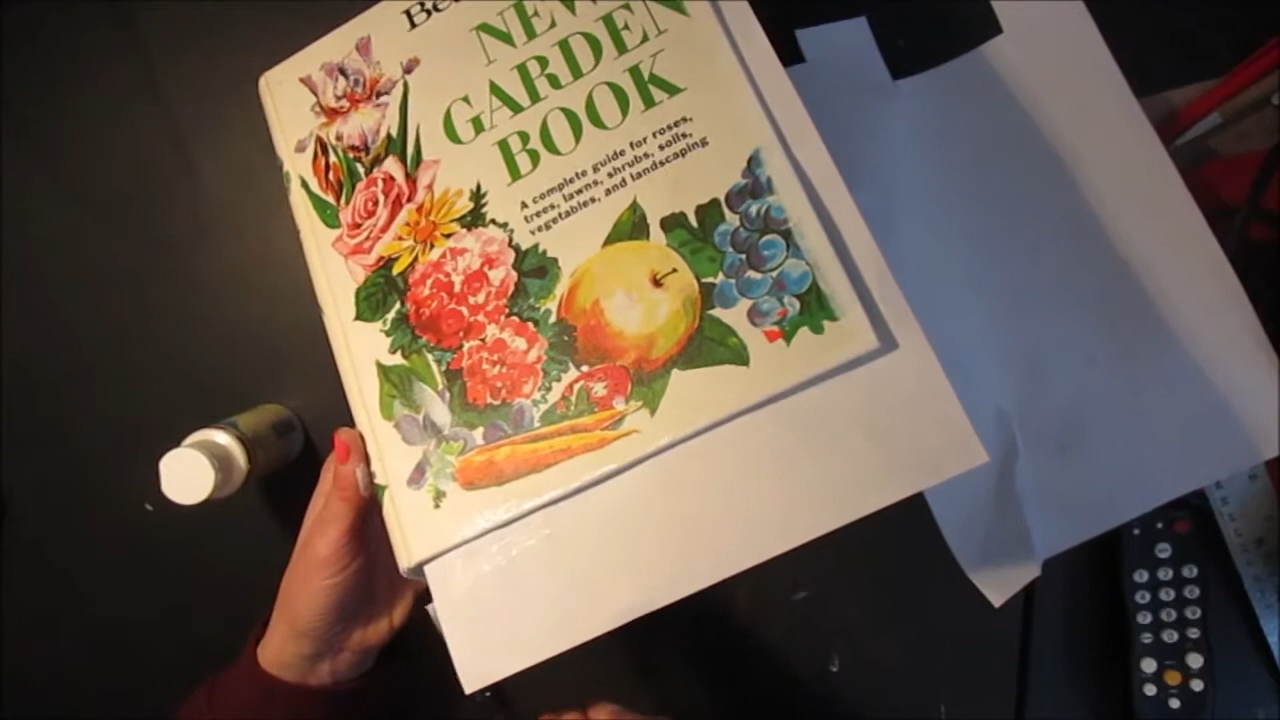 NEW
GARDEN
BOOK
A complete guide for roses,
trees, lawns, shrubs, soils,
vegetables, and landscaping